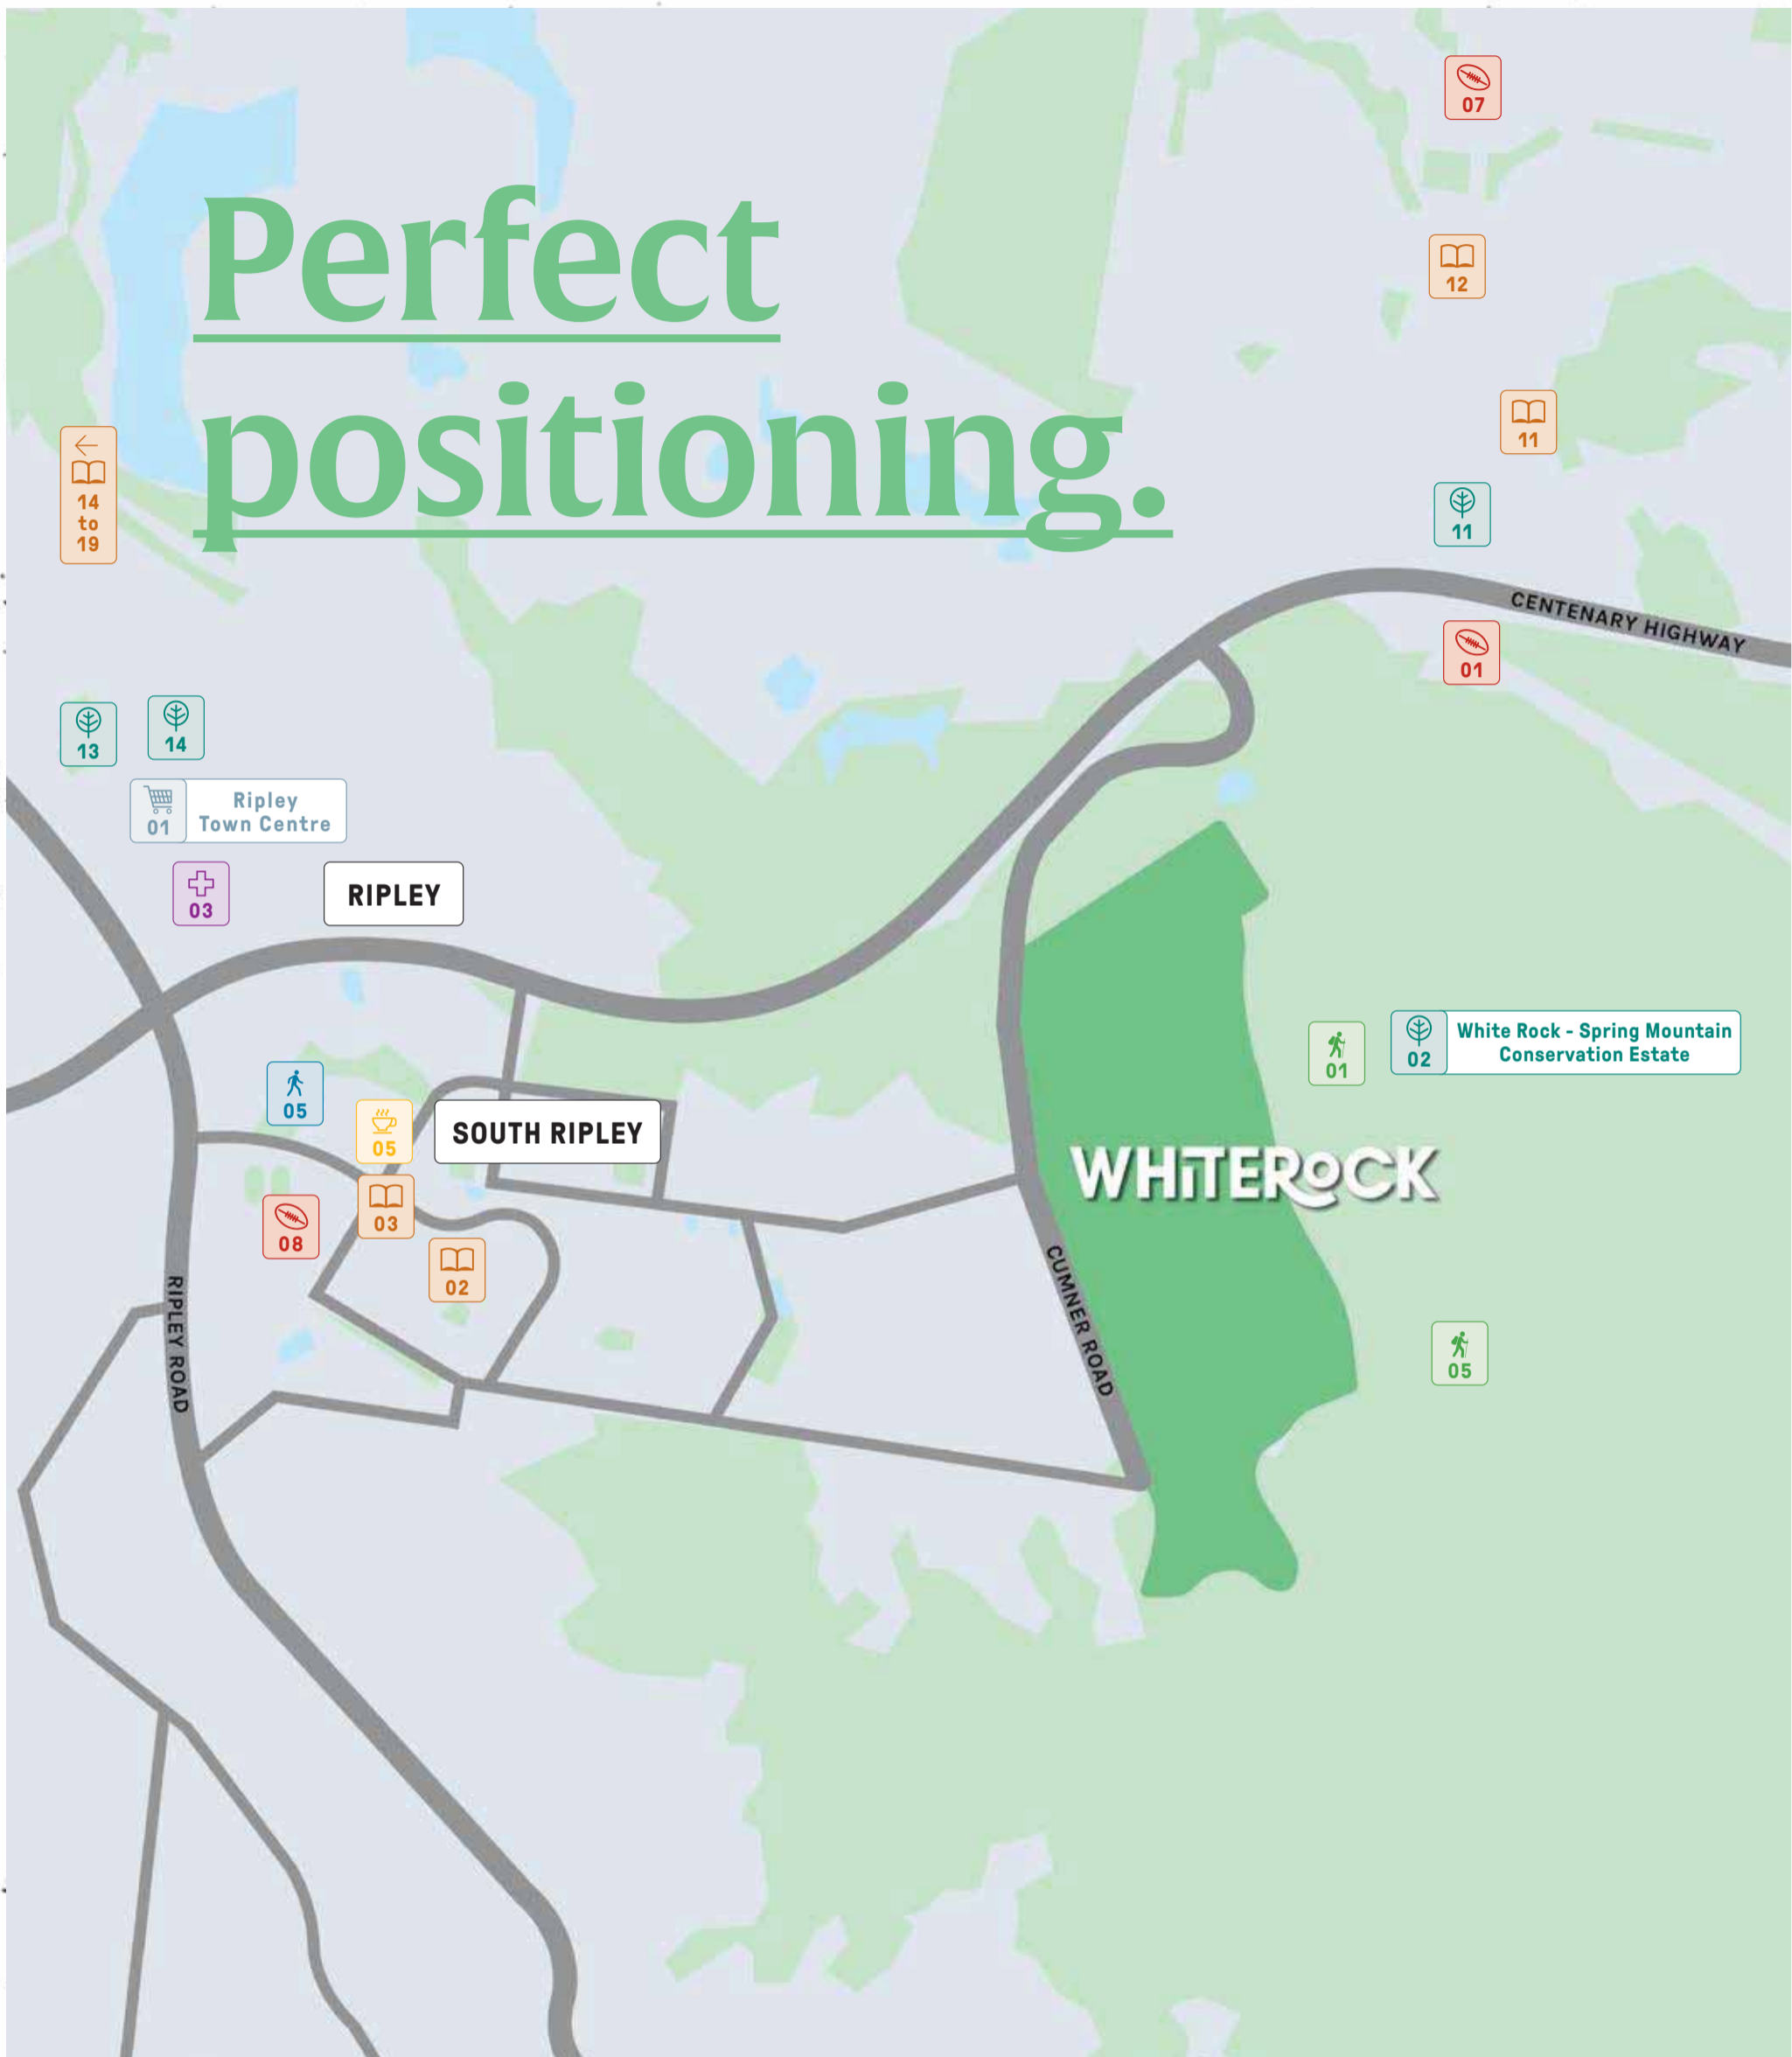 Perfect
positioning.
07
12
11
14
to
19
11
CENTENARY HIGHWAY
01
13
14
01
Ripley
Town Centre
03
RIPLEY
05
05
SOUTH RIPLEY
01
02
White Rock - Spring Mountain
Conservation Estate
WHiTEROCK
03
08
02
RIPLEY ROAD
CUMNER ROAD
05